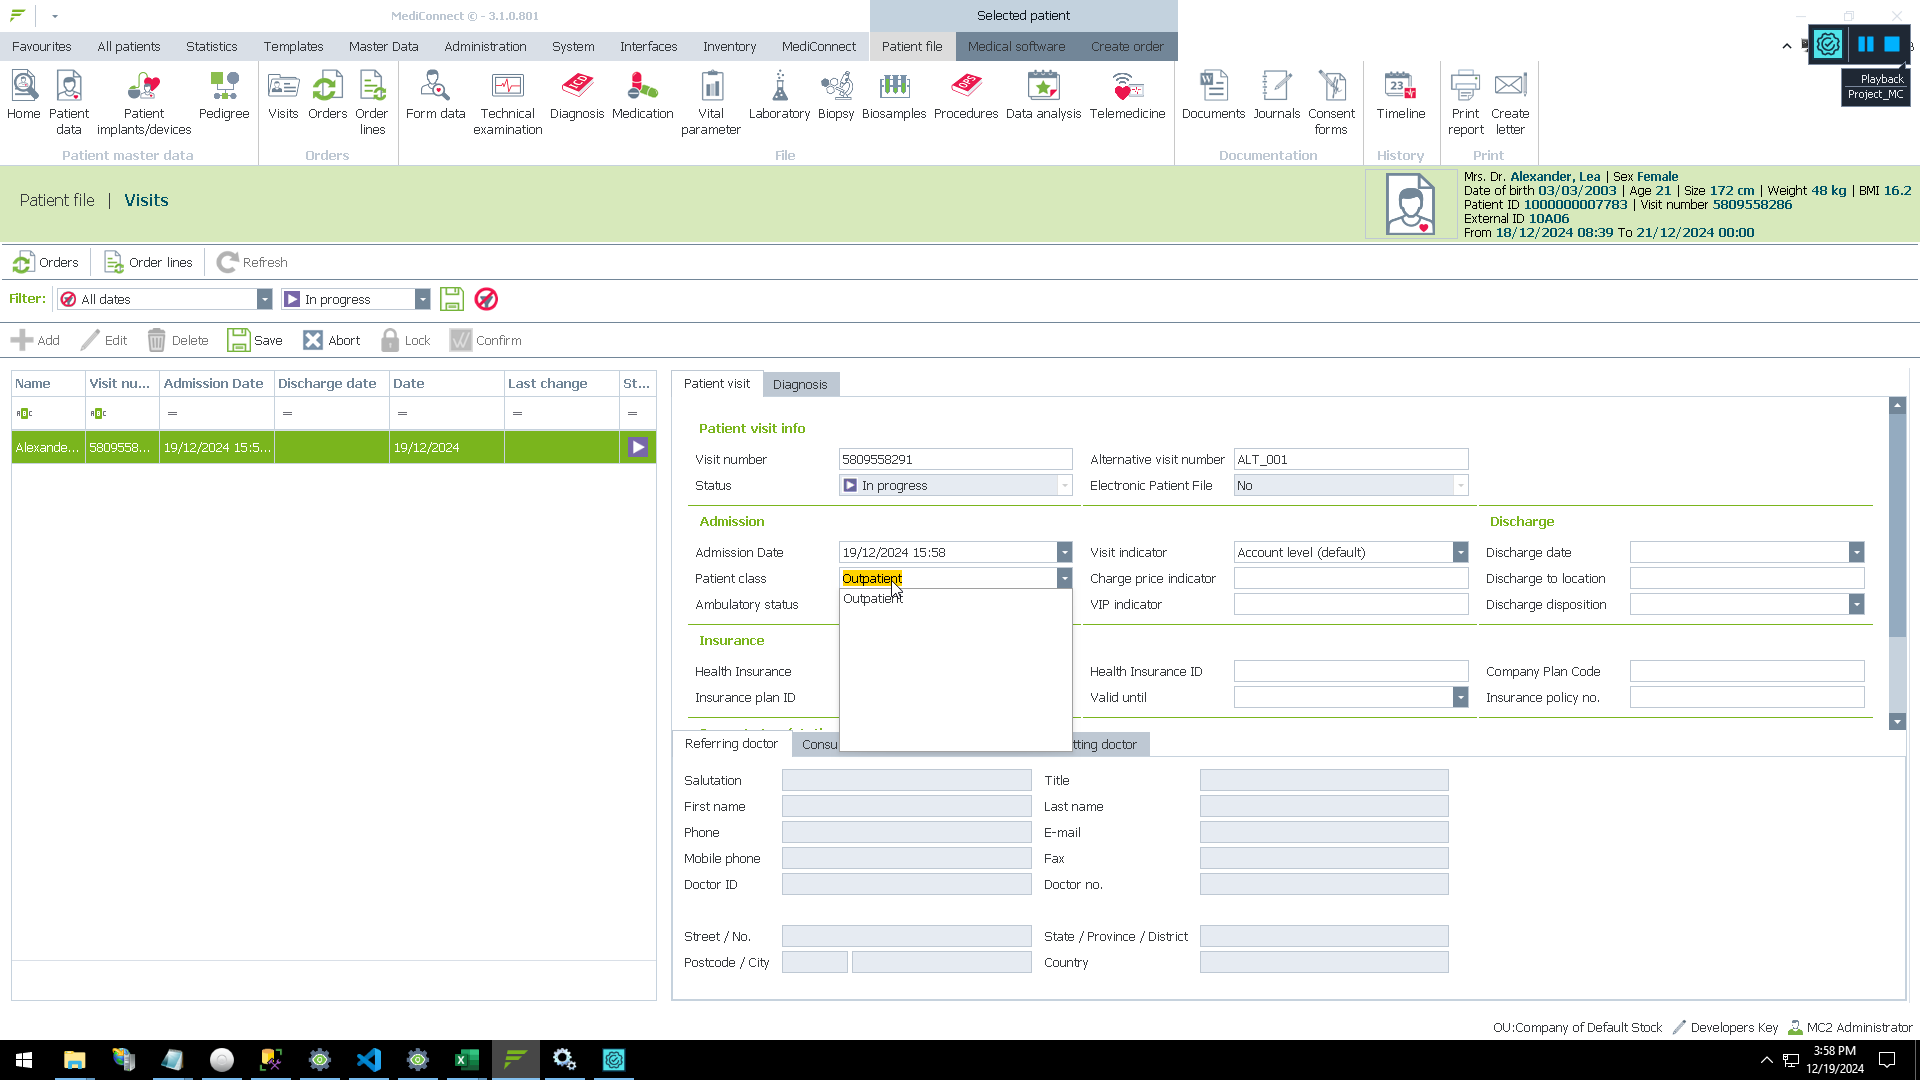 MediConnect © - 3.1.0.801
Selected patient
Favourites All patients Statistics Templates Master Data Administration System Interfaces Inventory MediConnect Patient file Medical software Create order
Playback
Project_MC
Home Patient data Patient implants/devices Pedigree Visits Orders Order lines Form data Technical examination Diagnosis Medication Vital parameter Laboratory Biopsy Biosamples Procedures Data analysis Telemedicine Documents Journals Consent forms Timeline Print report Create letter
Patient master data Orders File Documentation History Print
Patient file | Visits
Mrs. Dr. Alexander, Lea | Sex Female
Date of birth 03/03/2003 | Age 21 | Size 172 cm | Weight 48 kg | BMI 16.2
Patient ID 1000000007783 | Visit number 5809558286
External ID 10A06
From 18/12/2024 08:39 To 21/12/2024 00:00
Orders Order lines Refresh
Filter: All dates In progress
Add Edit Delete Save Abort Lock Confirm
Name Visit nu... Admission Date Discharge date Date Last change St...
Alexande... 5809558... 19/12/2024 15:5... 19/12/2024
Patient visit Diagnosis
Patient visit info
Visit number 5809558291 Alternative visit number ALT_001
Status In progress Electronic Patient File No
Admission Discharge
Admission Date 19/12/2024 15:58 Visit indicator Account level (default) Discharge date
Patient class Outpatient Charge price indicator Discharge to location
Outpatient
Ambulatory status VIP indicator Discharge disposition
Insurance
Health Insurance Health Insurance ID Company Plan Code
Insurance plan ID Valid until Insurance policy no.
Referring doctor Consu tting doctor
Salutation Title
First name Last name
Phone E-mail
Mobile phone Fax
Doctor ID Doctor no.
Street / No. State / Province / District
Postcode / City Country
OU:Company of Default Stock Developers Key MC2 Administrator
3:58 PM
12/19/2024